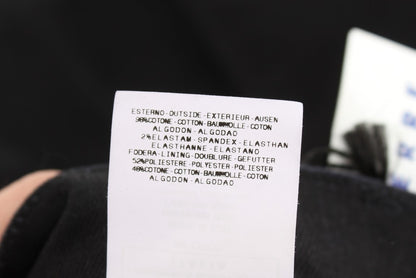 ESTERNO-OUTSIDE-EXTERIEUR-AUSEN
98%COTONE-COTTON-BAUMWOLLE-COTON
ALGODON-ALGODAO
2%ELASTAM-SPANDEX-ELASTHAN
ELASTHANNE-ELASTANO
FODERA-LINING-DOUBLURE-GEFUTTER
52%POLIESTERE-POLYESTER-POLIESTER
48%COTONE-COTTON-BAUMWOLLE-COTON
ALGODON-ALGODAO